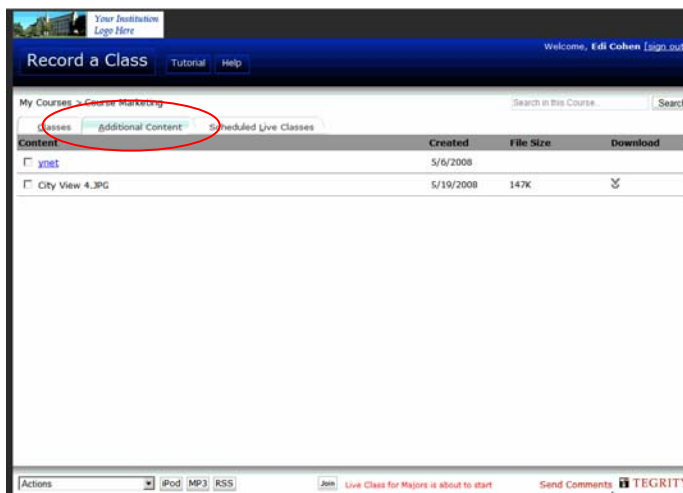 Your Institution
Logo Here
Welcome, Edi Cohen [sign out
Record a Class Tutorial Help
My Courses > Course Marketing Search in this Course... Search
Classes Additional Content Scheduled Live Classes
Content Created File Size Download
ynet 5/6/2008
City View 4.JPG 5/19/2008 147K
Actions iPod MP3 RSS Join Live Class for Majors is about to start Send Comments TEGRITY